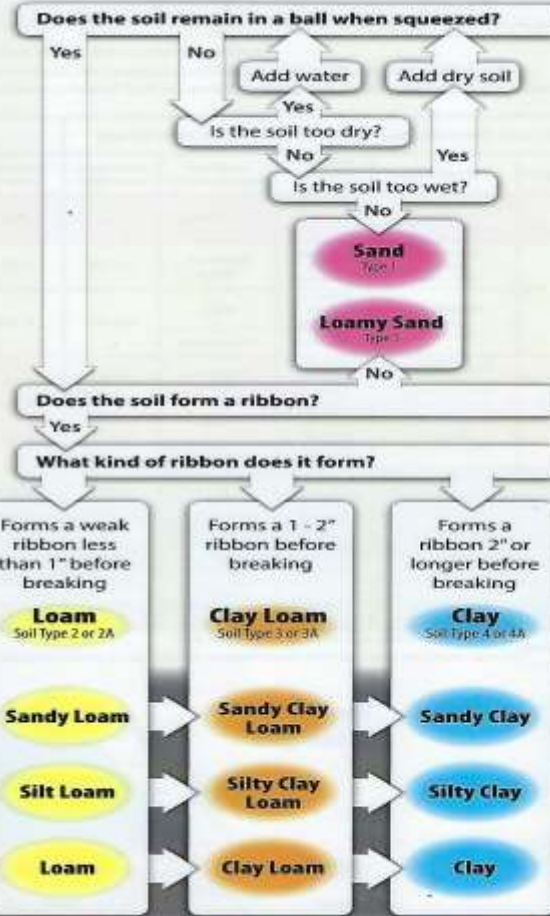 Does the soil remain in a ball when squeezed?
Yes
No
Add water
Add dry soil
Yes
Is the soil too dry?
No
Yes
Is the soil too wet?
No
Sand
Type 1
Loamy Sand
Type 1
No
Does the soil form a ribbon?
Yes
What kind of ribbon does it form?
Forms a weak
ribbon less
than 1" before
breaking
Forms a 1 - 2"
ribbon before
breaking
Forms a
ribbon 2" or
longer before
breaking
Loam
Soil Type 2 or 2A
Clay Loam
Soil Type 3 or 3A
Clay
Soil Type 4 or 4A
Sandy Loam
Sandy Clay
Loam
Sandy Clay
Silt Loam
Silty Clay
Loam
Silty Clay
Loam
Clay Loam
Clay